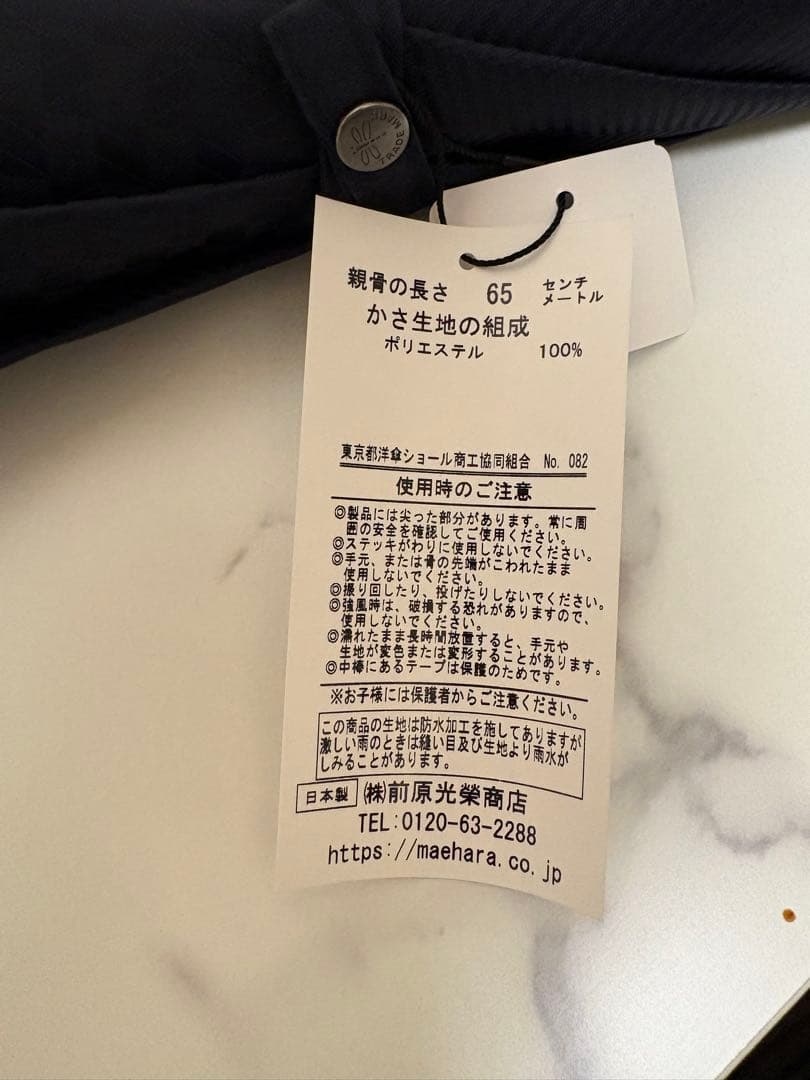 TRADE MARK
親骨の長さ 65 センチメートル
かさ生地の組成
ポリエステル 100%
東京都洋傘ショール商工協同組合 No. 082
使用時のご注意
◎製品には尖った部分があります。常に周
囲の安全を確認してご使用ください。
◎ステッキがわりに使用しないでください。
◎手元、または骨の先端がこわれたまま
使用しないでください。
◎振り回したり、投げたりしないでください。
◎強風時は、破損する恐れがありますので、
使用しないでください。
◎濡れたまま長時間放置すると、手元や
生地が変色または変形することがあります。
◎中棒にあるテープは保護のためです。
※お子様には保護者からご注意ください。
この商品の生地は防水加工を施してありますが
激しい雨のときは縫い目及び生地より雨水が
しみることがあります。
日本製 ㈱前原光榮商店
TEL:0120-63-2288
https://maehara.co.jp